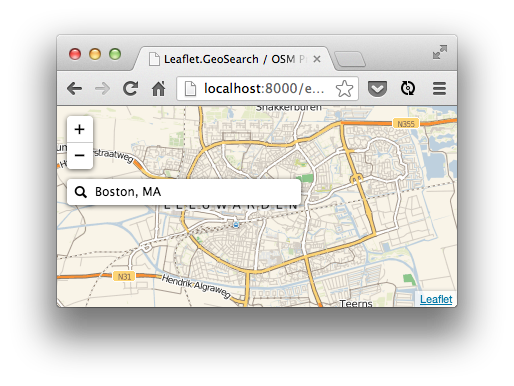 Leaflet.GeoSearch / OSM P
localhost:8000/e...
Snakkerburen
N355
+
straatweg
−
Boston, MA
LEEUWARDEN
N31
Hendrik Algraweg
Teerns
Leaflet